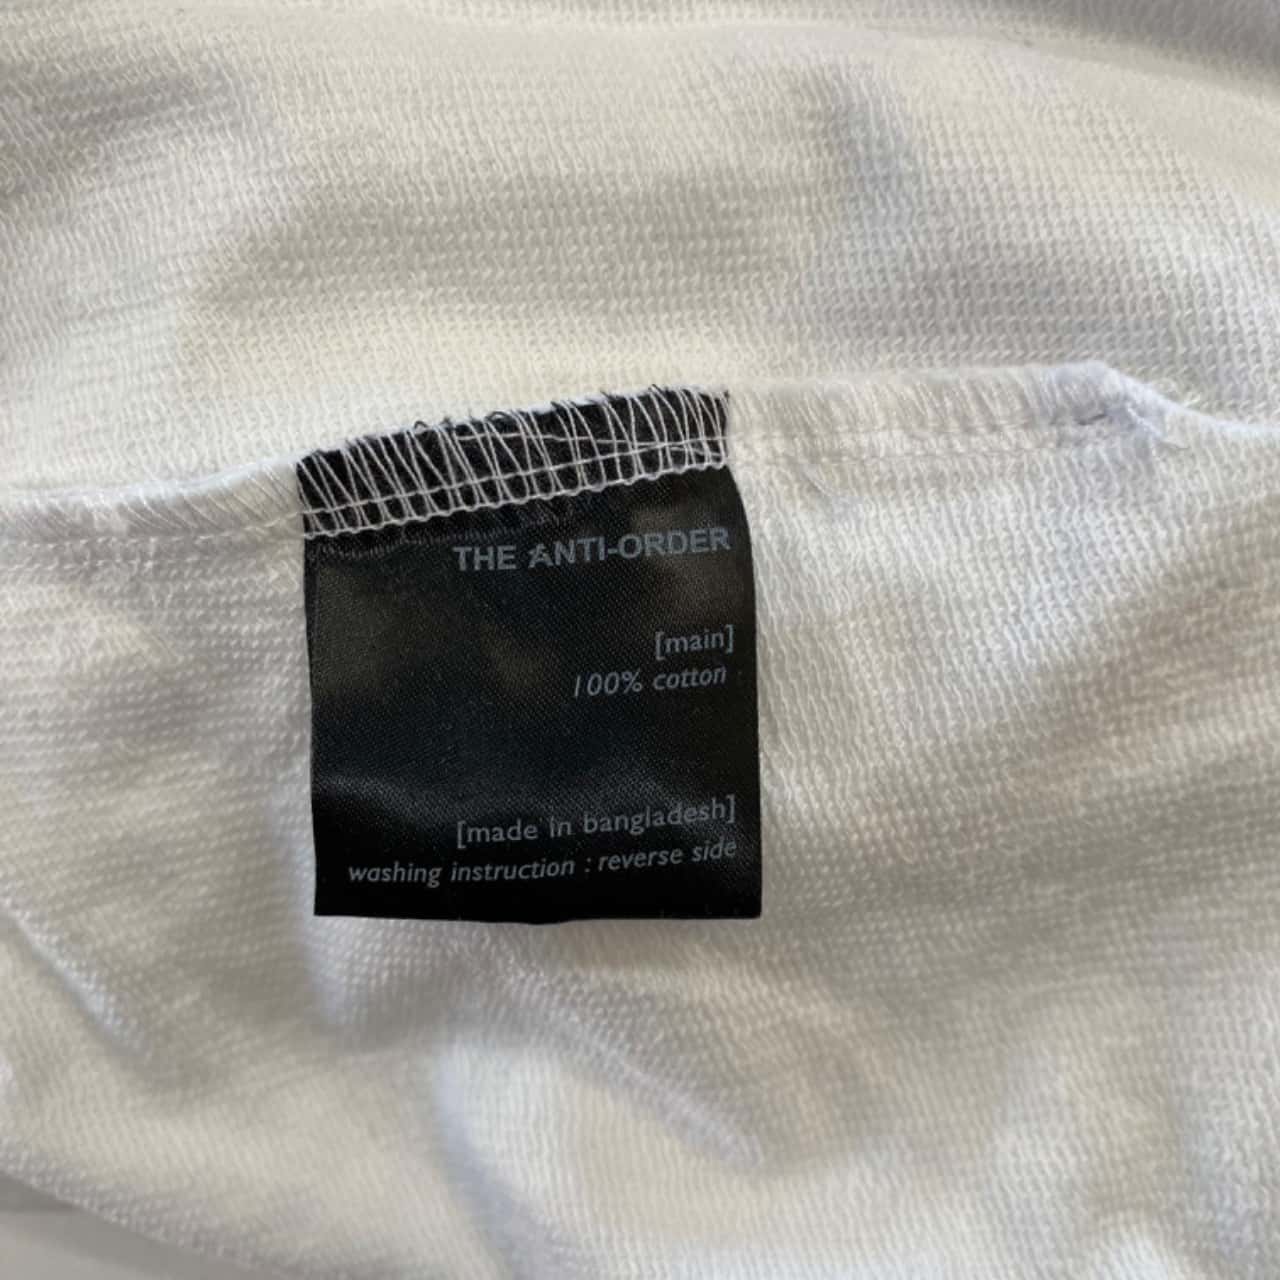 THE ANTI-ORDER
[main]
100% cotton
[made in bangladesh]
washing instruction : reverse side